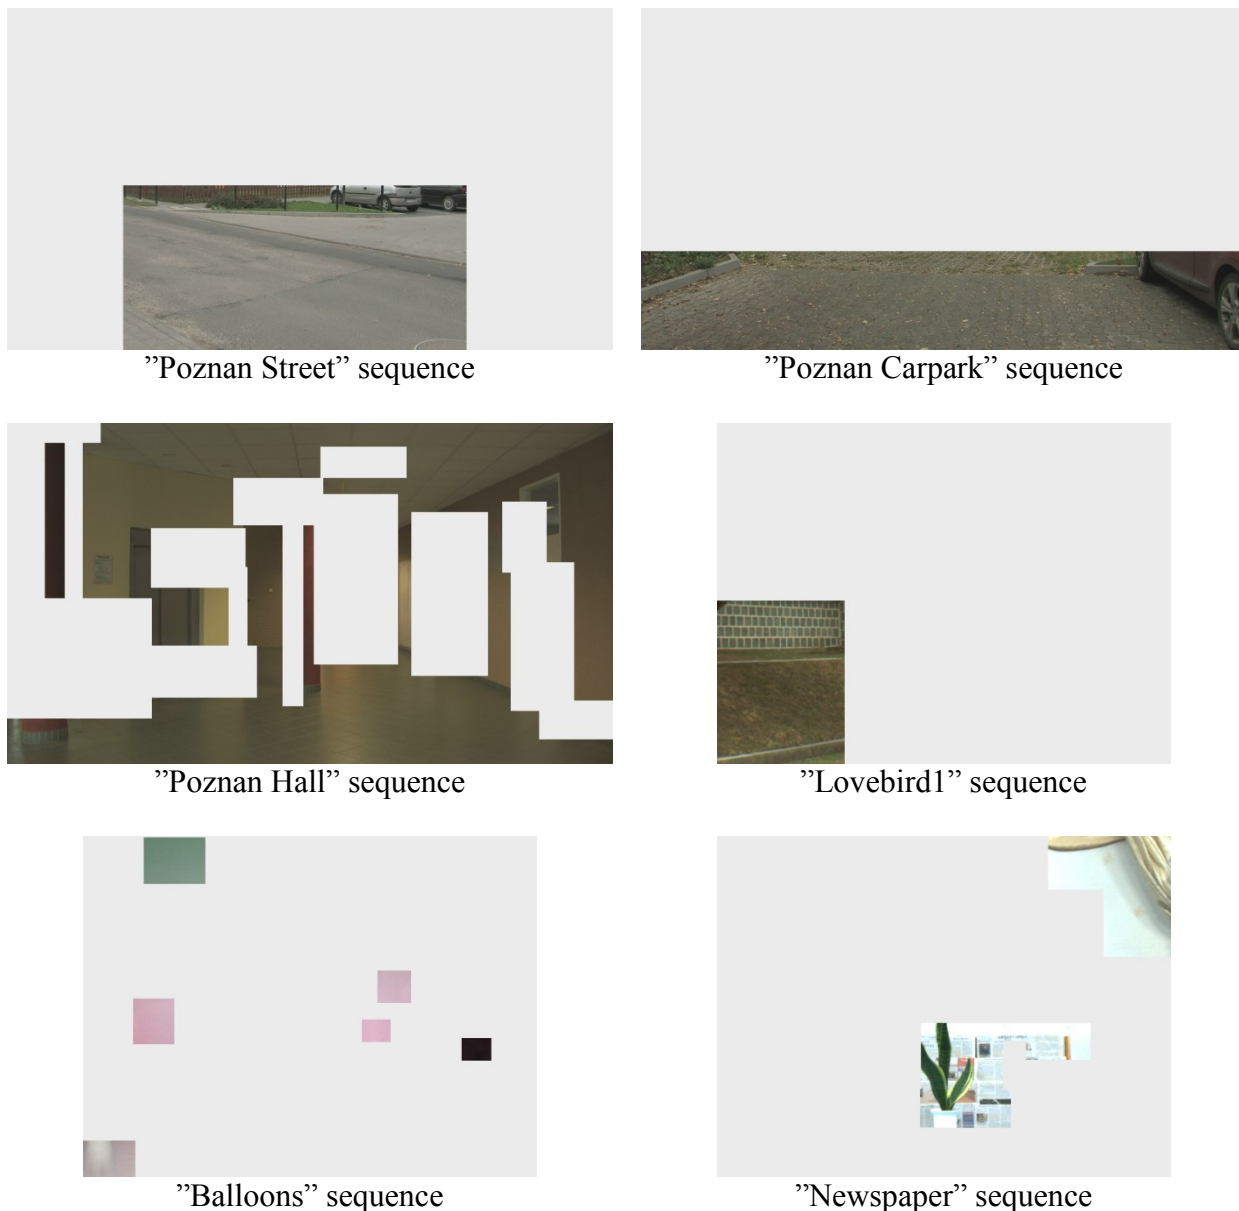 ”Poznan Street” sequence
”Poznan Carpark” sequence
”Poznan Hall” sequence
”Lovebird1” sequence
”Balloons” sequence
”Newspaper” sequence